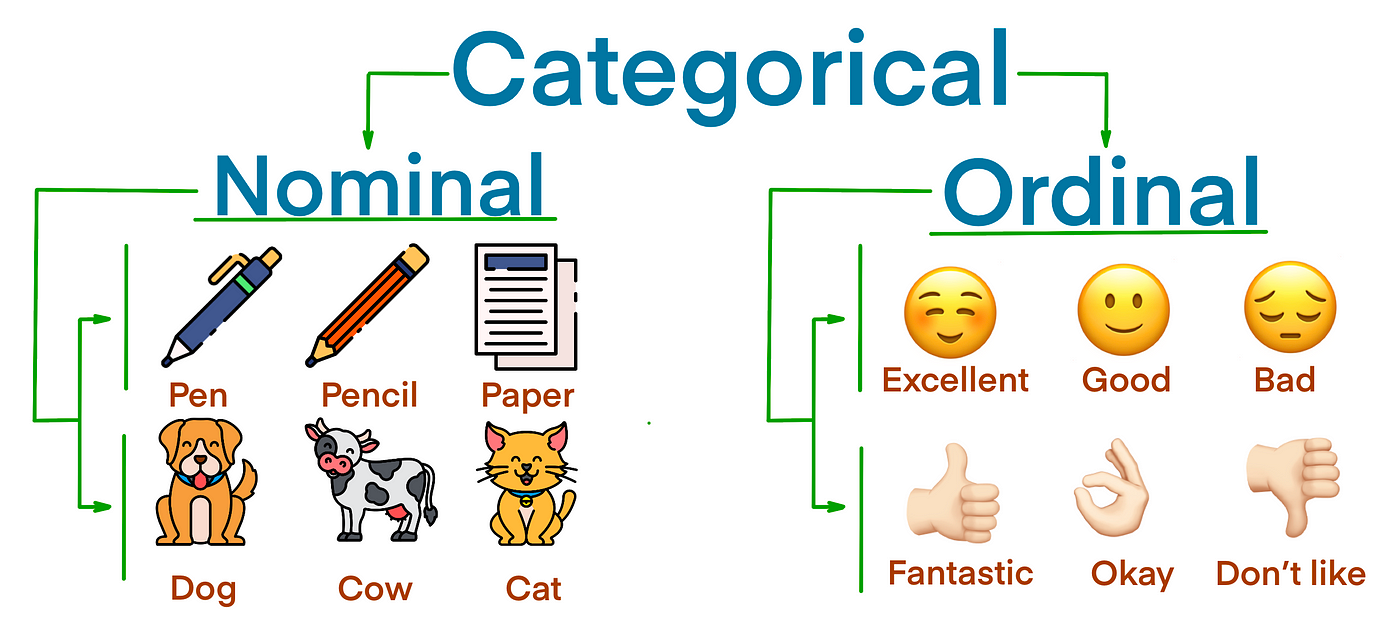 Categorical
Nominal
Ordinal
Pen Pencil Paper
Dog Cow Cat
Excellent Good Bad
Fantastic Okay Don't like